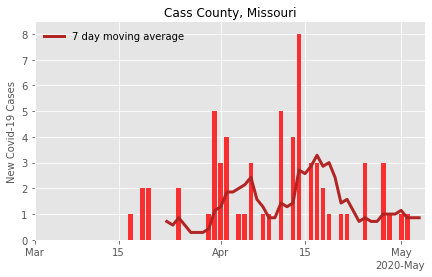 Cass County, Missouri
7 day moving average
New Covid-19 Cases
8
7
6
5
4
3
2
1
0
Mar 15 Apr 15 May
2020-May